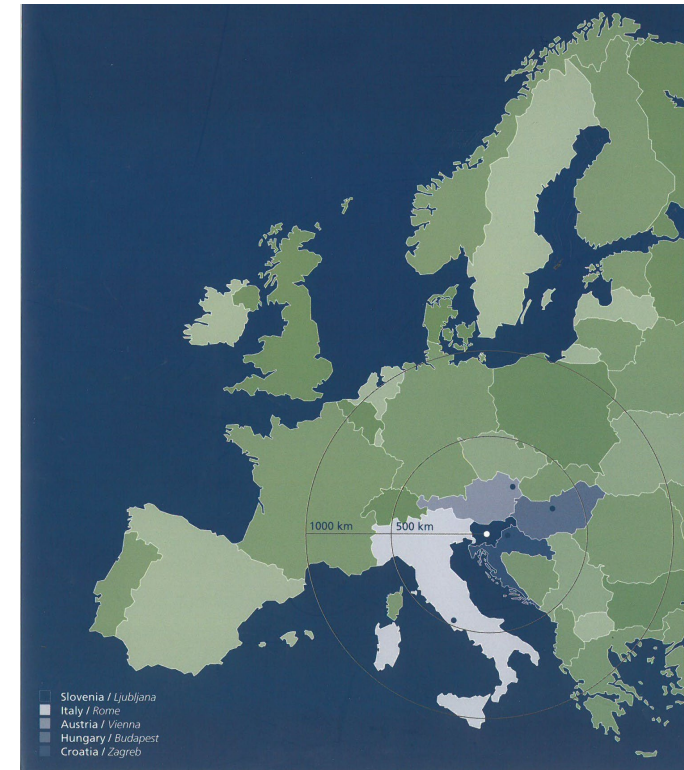 1000 km
500 km
Slovenia / Ljubljana
Italy / Rome
Austria / Vienna
Hungary / Budapest
Croatia / Zagreb